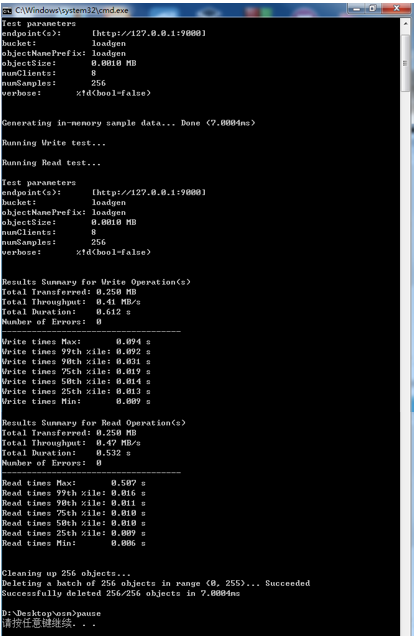 C:\Windows\system32\cmd.exe
Test parameters
endpoint(s):      [http://127.0.0.1:9000]
bucket:           loadgen
objectNamePrefix: loadgen
objectSize:       0.0010 MB
numClients:       8
numSamples:       256
verbose:       %!d(bool=false)
Generating in-memory sample data... Done (7.0004ms)
Running Write test...
Running Read test...
Test parameters
endpoint(s):      [http://127.0.0.1:9000]
bucket:           loadgen
objectNamePrefix: loadgen
objectSize:       0.0010 MB
numClients:       8
numSamples:       256
verbose:       %!d(bool=false)
Results Summary for Write Operation(s)
Total Transferred: 0.250 MB
Total Throughput:  0.41 MB/s
Total Duration:    0.612 s
Number of Errors:  0
------------------------------------
Write times Max:       0.094 s
Write times 99th %ile: 0.092 s
Write times 90th %ile: 0.031 s
Write times 75th %ile: 0.019 s
Write times 50th %ile: 0.014 s
Write times 25th %ile: 0.013 s
Write times Min:       0.009 s
Results Summary for Read Operation(s)
Total Transferred: 0.250 MB
Total Throughput:  0.47 MB/s
Total Duration:    0.532 s
Number of Errors:  0
------------------------------------
Read times Max:       0.507 s
Read times 99th %ile: 0.016 s
Read times 90th %ile: 0.011 s
Read times 75th %ile: 0.010 s
Read times 50th %ile: 0.010 s
Read times 25th %ile: 0.009 s
Read times Min:       0.006 s
Cleaning up 256 objects...
Deleting a batch of 256 objects in range {0, 255}... Succeeded
Successfully deleted 256/256 objects in 7.0004ms
D:\Desktop\osm>pause
请按任意键继续. . .